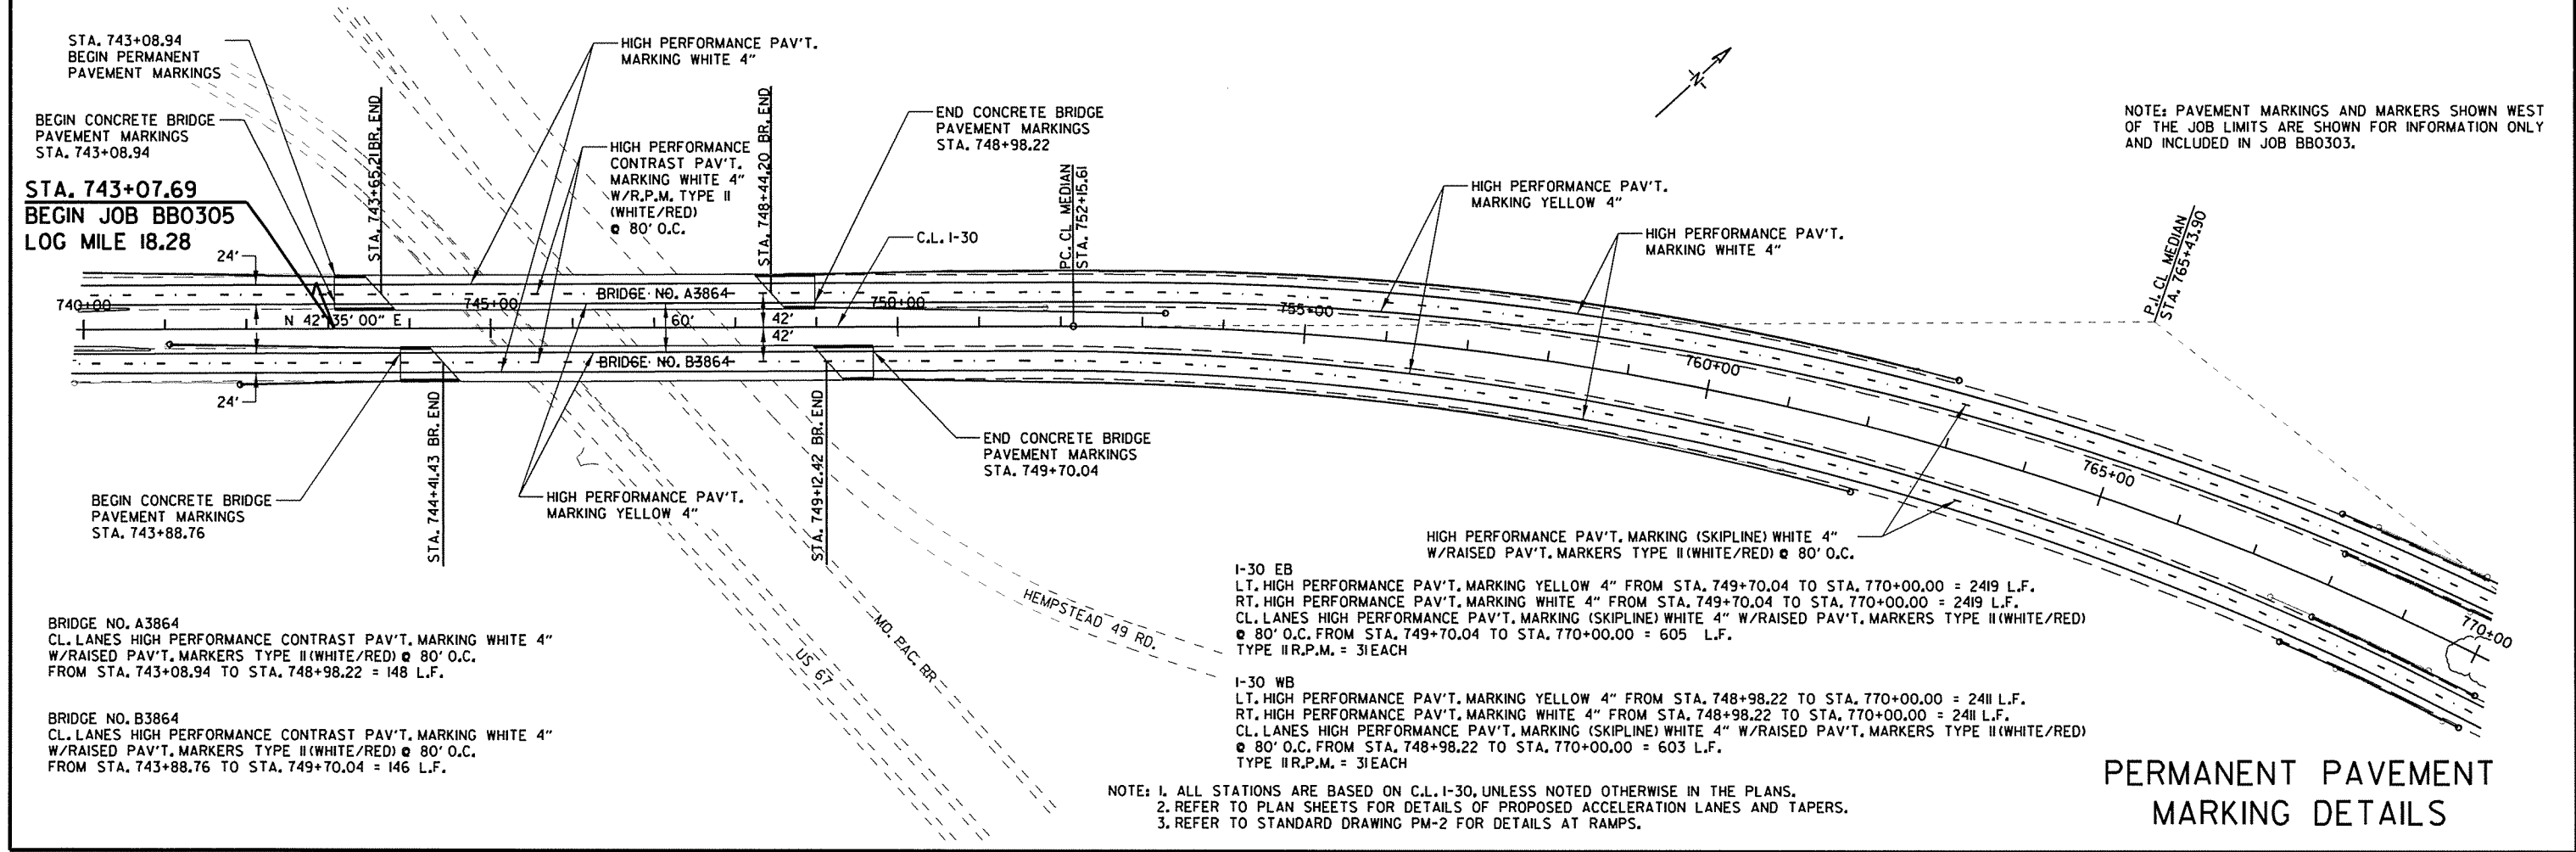 STA. 743+08.94
BEGIN PERMANENT
PAVEMENT MARKINGS
BEGIN CONCRETE BRIDGE
PAVEMENT MARKINGS
STA. 743+08.94
STA. 743+07.69
BEGIN JOB BB0305
LOG MILE 18.28
STA. 743+65.21 BR. END
HIGH PERFORMANCE PAV'T.
MARKING WHITE 4"
HIGH PERFORMANCE
CONTRAST PAV'T.
MARKING WHITE 4"
W/R.P.M. TYPE II
(WHITE/RED)
@ 80' O.C.
STA. 748+44.20 BR. END
END CONCRETE BRIDGE
PAVEMENT MARKINGS
STA. 748+98.22
C.L. I-30
PC. CL MEDIAN
STA. 752+15.61
N
HIGH PERFORMANCE PAV'T.
MARKING YELLOW 4"
HIGH PERFORMANCE PAV'T.
MARKING WHITE 4"
NOTE: PAVEMENT MARKINGS AND MARKERS SHOWN WEST
OF THE JOB LIMITS ARE SHOWN FOR INFORMATION ONLY
AND INCLUDED IN JOB BB0303.
P.I. CL MEDIAN
STA. 765+43.90
24'
740+00
745+00
BRIDGE NO. A3864
750+00
755+00
760+00
765+00
770+00
N 42° 35' 00" E
60'
42'
42'
BRIDGE NO. B3864
24'
BEGIN CONCRETE BRIDGE
PAVEMENT MARKINGS
STA. 743+88.76
STA. 744+41.43 BR. END
HIGH PERFORMANCE PAV'T.
MARKING YELLOW 4"
STA. 749+12.42 BR. END
END CONCRETE BRIDGE
PAVEMENT MARKINGS
STA. 749+70.04
HIGH PERFORMANCE PAV'T. MARKING (SKIPLINE) WHITE 4"
W/RAISED PAV'T. MARKERS TYPE II (WHITE/RED) @ 80' O.C.
US 67
MO. PAC. RR
HEMPSTEAD 49 RD.
BRIDGE NO. A3864
CL. LANES HIGH PERFORMANCE CONTRAST PAV'T. MARKING WHITE 4"
W/RAISED PAV'T. MARKERS TYPE II (WHITE/RED) @ 80' O.C.
FROM STA. 743+08.94 TO STA. 748+98.22 = 148 L.F.
BRIDGE NO. B3864
CL. LANES HIGH PERFORMANCE CONTRAST PAV'T. MARKING WHITE 4"
W/RAISED PAV'T. MARKERS TYPE II (WHITE/RED) @ 80' O.C.
FROM STA. 743+88.76 TO STA. 749+70.04 = 146 L.F.
I-30 EB
LT. HIGH PERFORMANCE PAV'T. MARKING YELLOW 4" FROM STA. 749+70.04 TO STA. 770+00.00 = 2419 L.F.
RT. HIGH PERFORMANCE PAV'T. MARKING WHITE 4" FROM STA. 749+70.04 TO STA. 770+00.00 = 2419 L.F.
CL. LANES HIGH PERFORMANCE PAV'T. MARKING (SKIPLINE) WHITE 4" W/RAISED PAV'T. MARKERS TYPE II (WHITE/RED)
@ 80' O.C. FROM STA. 749+70.04 TO STA. 770+00.00 = 605 L.F.
TYPE II R.P.M. = 31 EACH
I-30 WB
LT. HIGH PERFORMANCE PAV'T. MARKING YELLOW 4" FROM STA. 748+98.22 TO STA. 770+00.00 = 2411 L.F.
RT. HIGH PERFORMANCE PAV'T. MARKING WHITE 4" FROM STA. 748+98.22 TO STA. 770+00.00 = 2411 L.F.
CL. LANES HIGH PERFORMANCE PAV'T. MARKING (SKIPLINE) WHITE 4" W/RAISED PAV'T. MARKERS TYPE II (WHITE/RED)
@ 80' O.C. FROM STA. 748+98.22 TO STA. 770+00.00 = 603 L.F.
TYPE II R.P.M. = 31 EACH
NOTE: 1. ALL STATIONS ARE BASED ON C.L. I-30, UNLESS NOTED OTHERWISE IN THE PLANS.
2. REFER TO PLAN SHEETS FOR DETAILS OF PROPOSED ACCELERATION LANES AND TAPERS.
3. REFER TO STANDARD DRAWING PM-2 FOR DETAILS AT RAMPS.
PERMANENT PAVEMENT
MARKING DETAILS